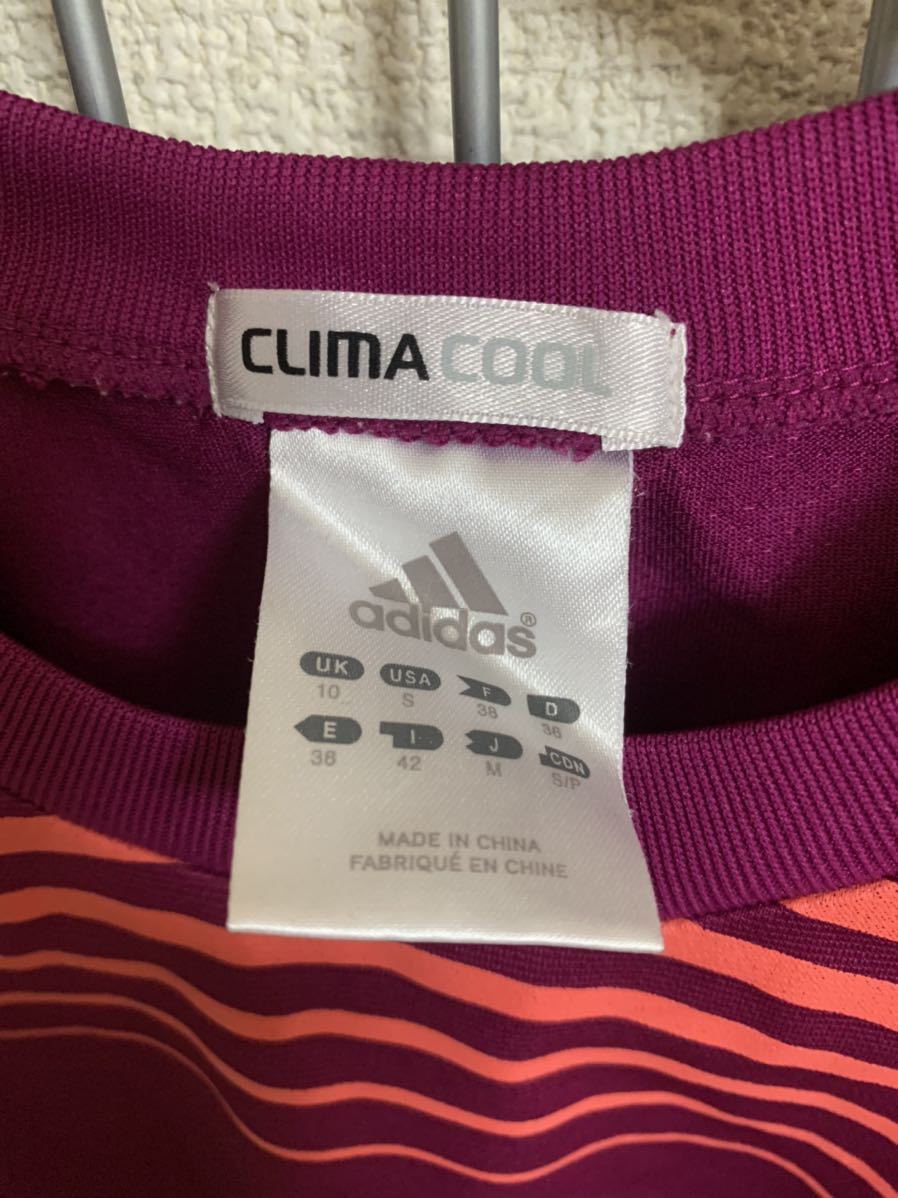 CLIMACOOL
adidas®
UK USA F D
10 S 38 36
E I J CDN
38 42 M S/P
MADE IN CHINA
FABRIQUÉ EN CHINE